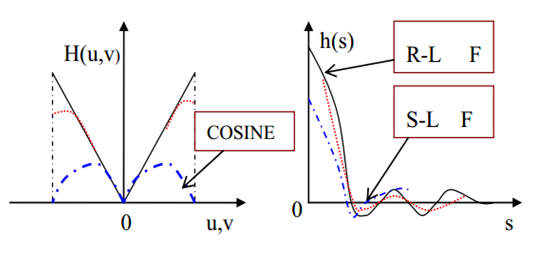 H(u,v)
COSINE
0
u,v
h(s)
R-L F
S-L F
0
s